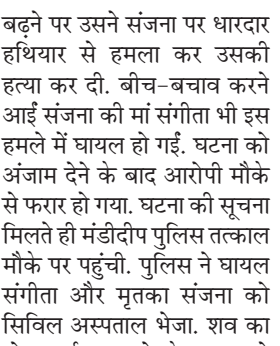 बढ़ने पर उसने संजना पर धारदार
हथियार से हमला कर उसकी
हत्या कर दी. बीच-बचाव करने
आईं संजना की मां संगीता भी इस
हमले में घायल हो गईं. घटना को
अंजाम देने के बाद आरोपी मौके
से फरार हो गया. घटना की सूचना
मिलते ही मंडीदीप पुलिस तत्काल
मौके पर पहुंची. पुलिस ने घायल
संगीता और मृतका संजना को
सिविल अस्पताल भेजा. शव का